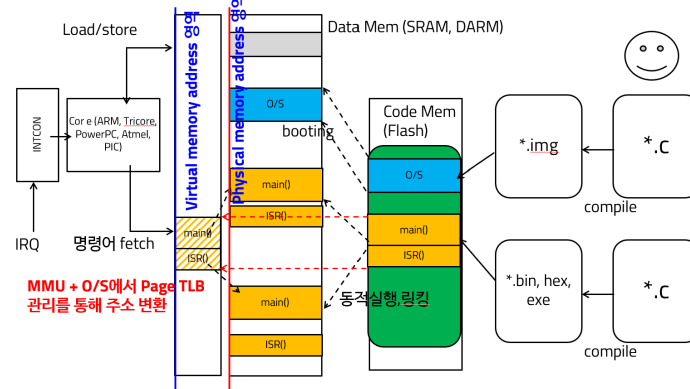 Load/store
INTCON
Core (ARM, Tricore,
PowerPC, Atmel,
PIC)
IRQ
명령어 fetch
MMU + O/S에서 Page TLB
관리를 통해 주소 변환
Virtual memory address 영역
main()
ISR()
Physical memory address 영역
Data Mem (SRAM, DARM)
O/S
booting
main()
ISR()
main()
ISR()
동적실행,링킹
Code Mem
(Flash)
O/S
main()
ISR()
*.img
*.c
compile
*.bin, hex,
exe
*.c
compile